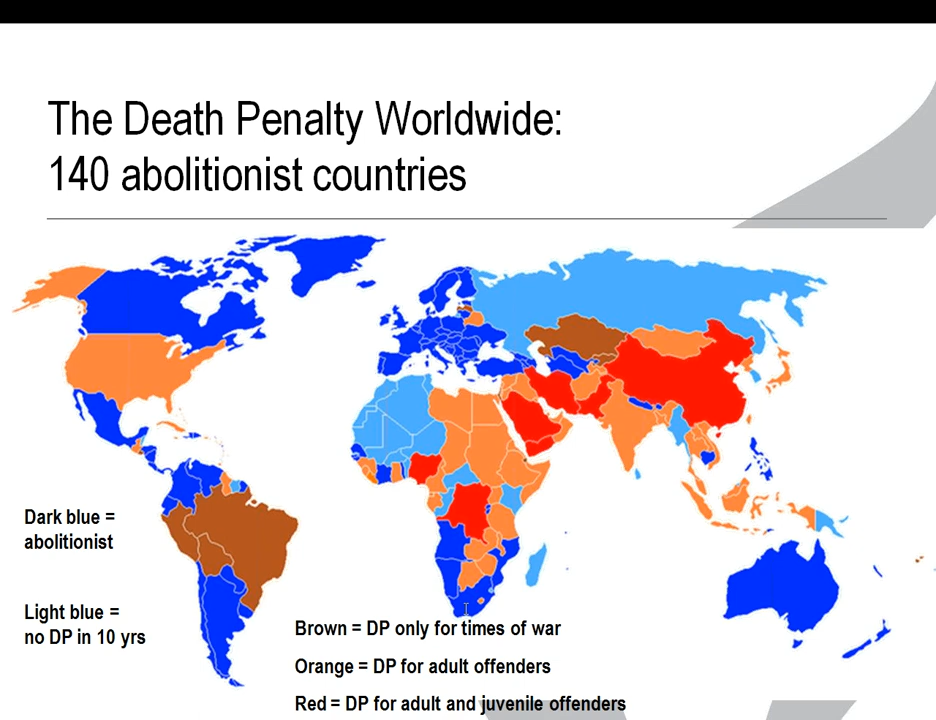 The Death Penalty Worldwide:
140 abolitionist countries
Dark blue =
abolitionist
Light blue =
no DP in 10 yrs
Brown = DP only for times of war
Orange = DP for adult offenders
Red = DP for adult and juvenile offenders